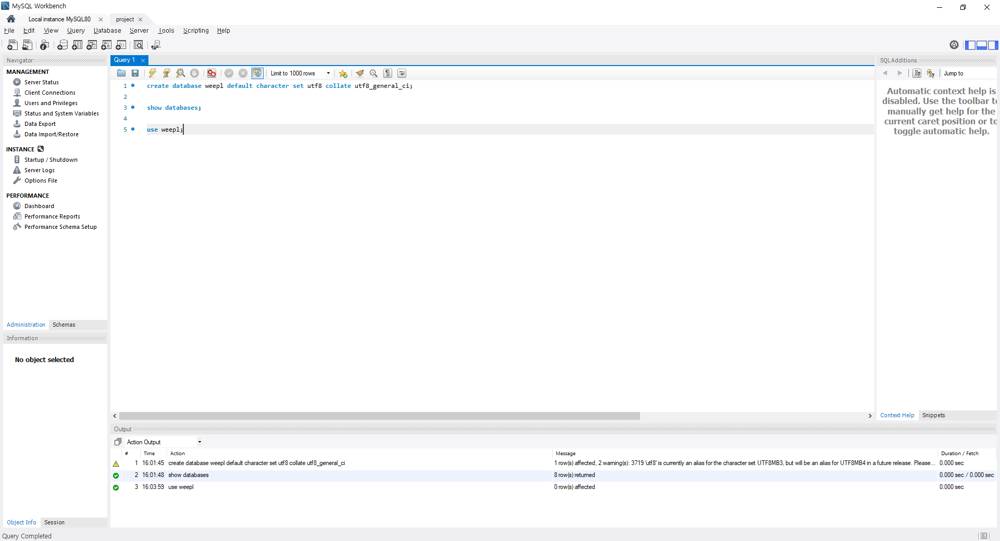 MySQL Workbench
Local instance MySQL80
project
File Edit View Query Database Server Tools Scripting Help
Navigator
MANAGEMENT
Server Status
Client Connections
Users and Privileges
Status and System Variables
Data Export
Data Import/Restore
INSTANCE
Startup / Shutdown
Server Logs
Options File
PERFORMANCE
Dashboard
Performance Reports
Performance Schema Setup
Administration Schemas
Information
No object selected
Object Info Session
Query 1
Limit to 1000 rows
1 create database weepl default character set utf8 collate utf8_general_ci;
2
3 show databases;
4
5 use weepl;
SQLAdditions
Jump to
Automatic context help is
disabled. Use the toolbar to
manually get help for the
current caret position or to
toggle automatic help.
Context Help Snippets
Output
Action Output
# Time Action Message Duration / Fetch
1 16:01:45 create database weepl default character set utf8 collate utf8_general_ci 1 row(s) affected, 2 warning(s): 3719 'utf8' is currently an alias for the character set UTF8MB3, but will be an alias for UTF8MB4 in a future release. Please... 0.000 sec
2 16:01:48 show databases 8 row(s) returned 0.000 sec / 0.000 sec
3 16:03:59 use weepl 0 row(s) affected 0.000 sec
Query Completed